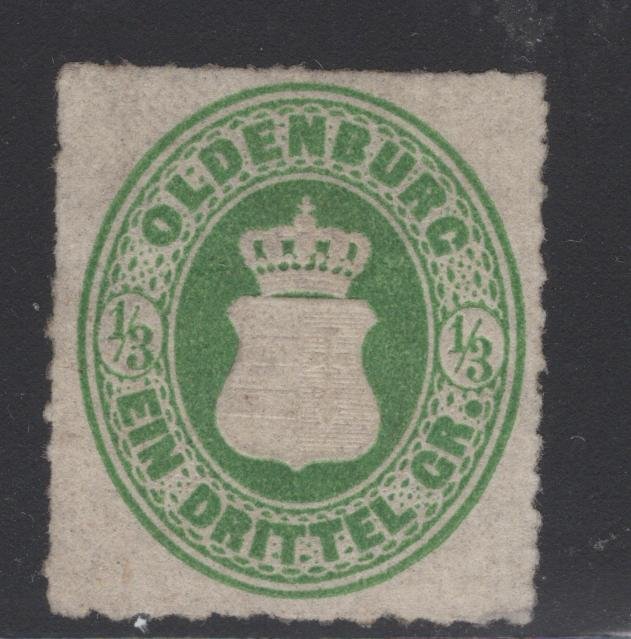 OLDENBURG
1/3 1/3
EIN DRITTEL GR.